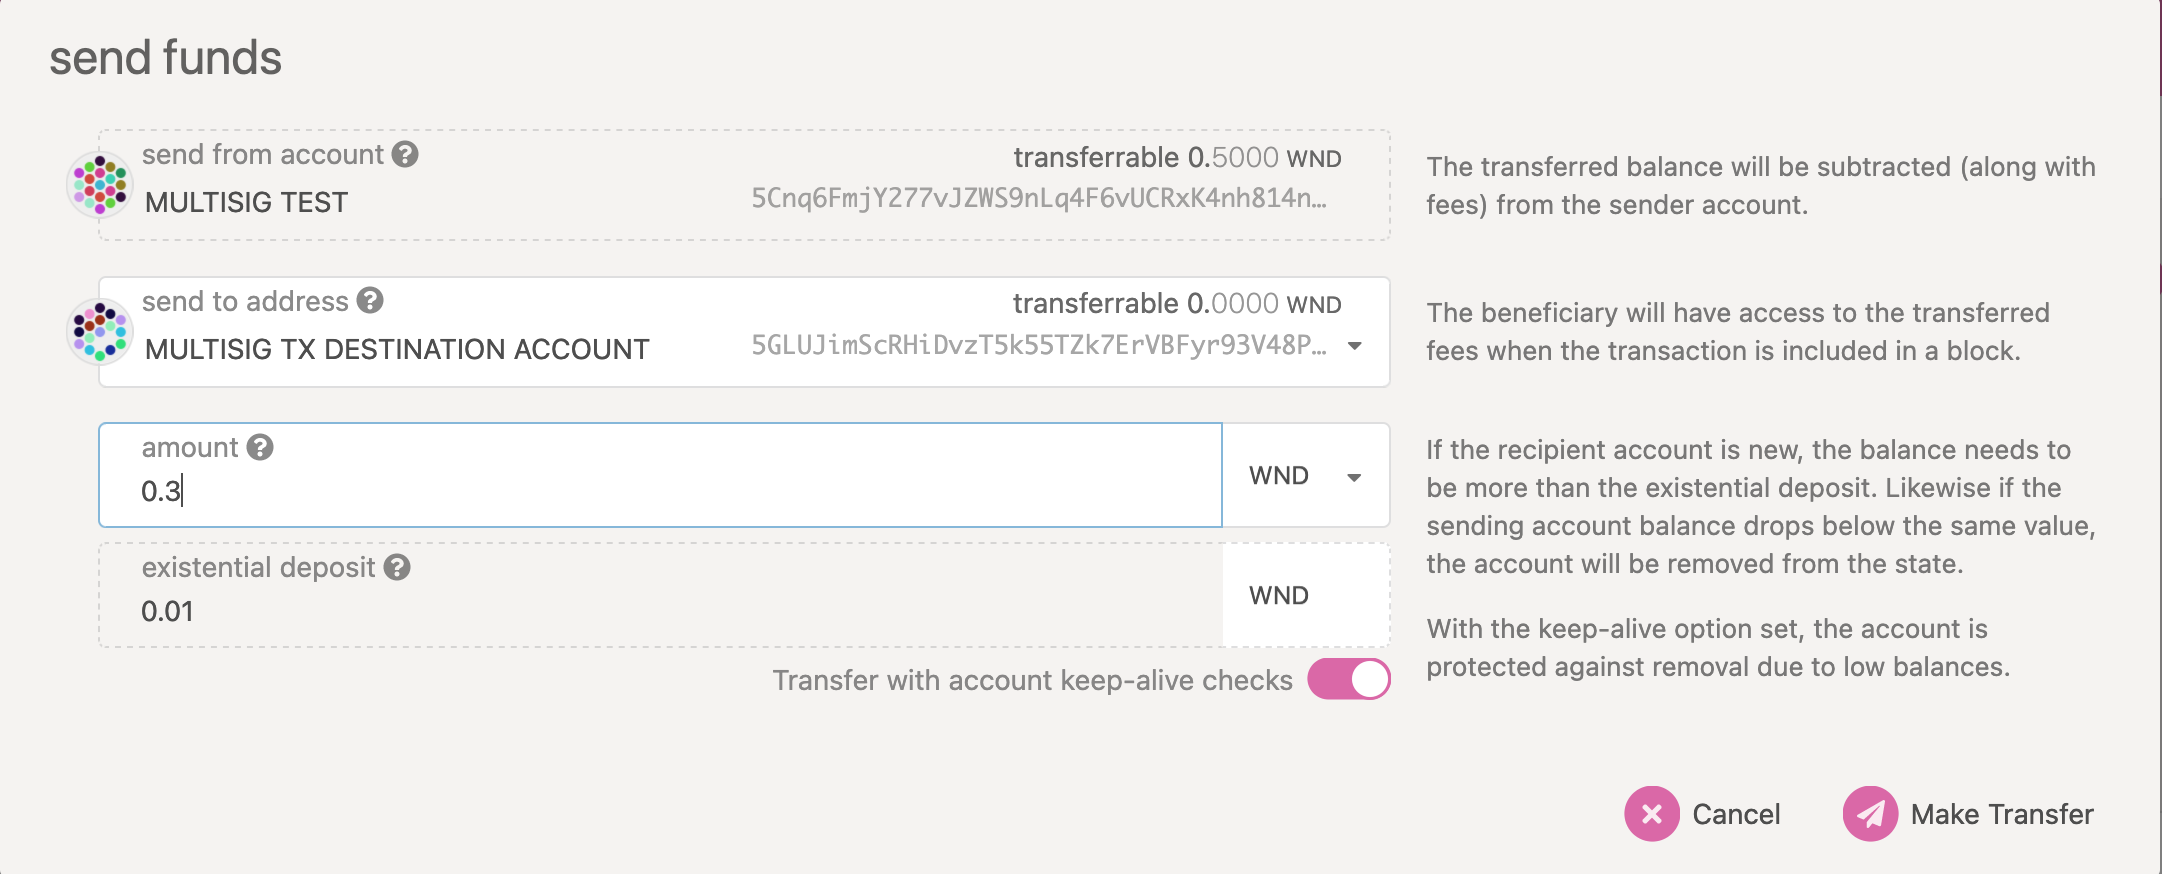 send funds
send from account ?
transferrable 0.5000 WND
MULTISIG TEST
5Cnq6FmjY277vJZWS9nLq4F6vUCRxK4nh814n…
The transferred balance will be subtracted (along with
fees) from the sender account.
send to address ?
transferrable 0.0000 WND
MULTISIG TX DESTINATION ACCOUNT
5GLUJimScRHiDvzT5k55TZk7ErVBFyr93V48P…
The beneficiary will have access to the transferred
fees when the transaction is included in a block.
amount ?
0.3
WND
existential deposit ?
0.01
WND
Transfer with account keep-alive checks
If the recipient account is new, the balance needs to
be more than the existential deposit. Likewise if the
sending account balance drops below the same value,
the account will be removed from the state.
With the keep-alive option set, the account is
protected against removal due to low balances.
Cancel
Make Transfer